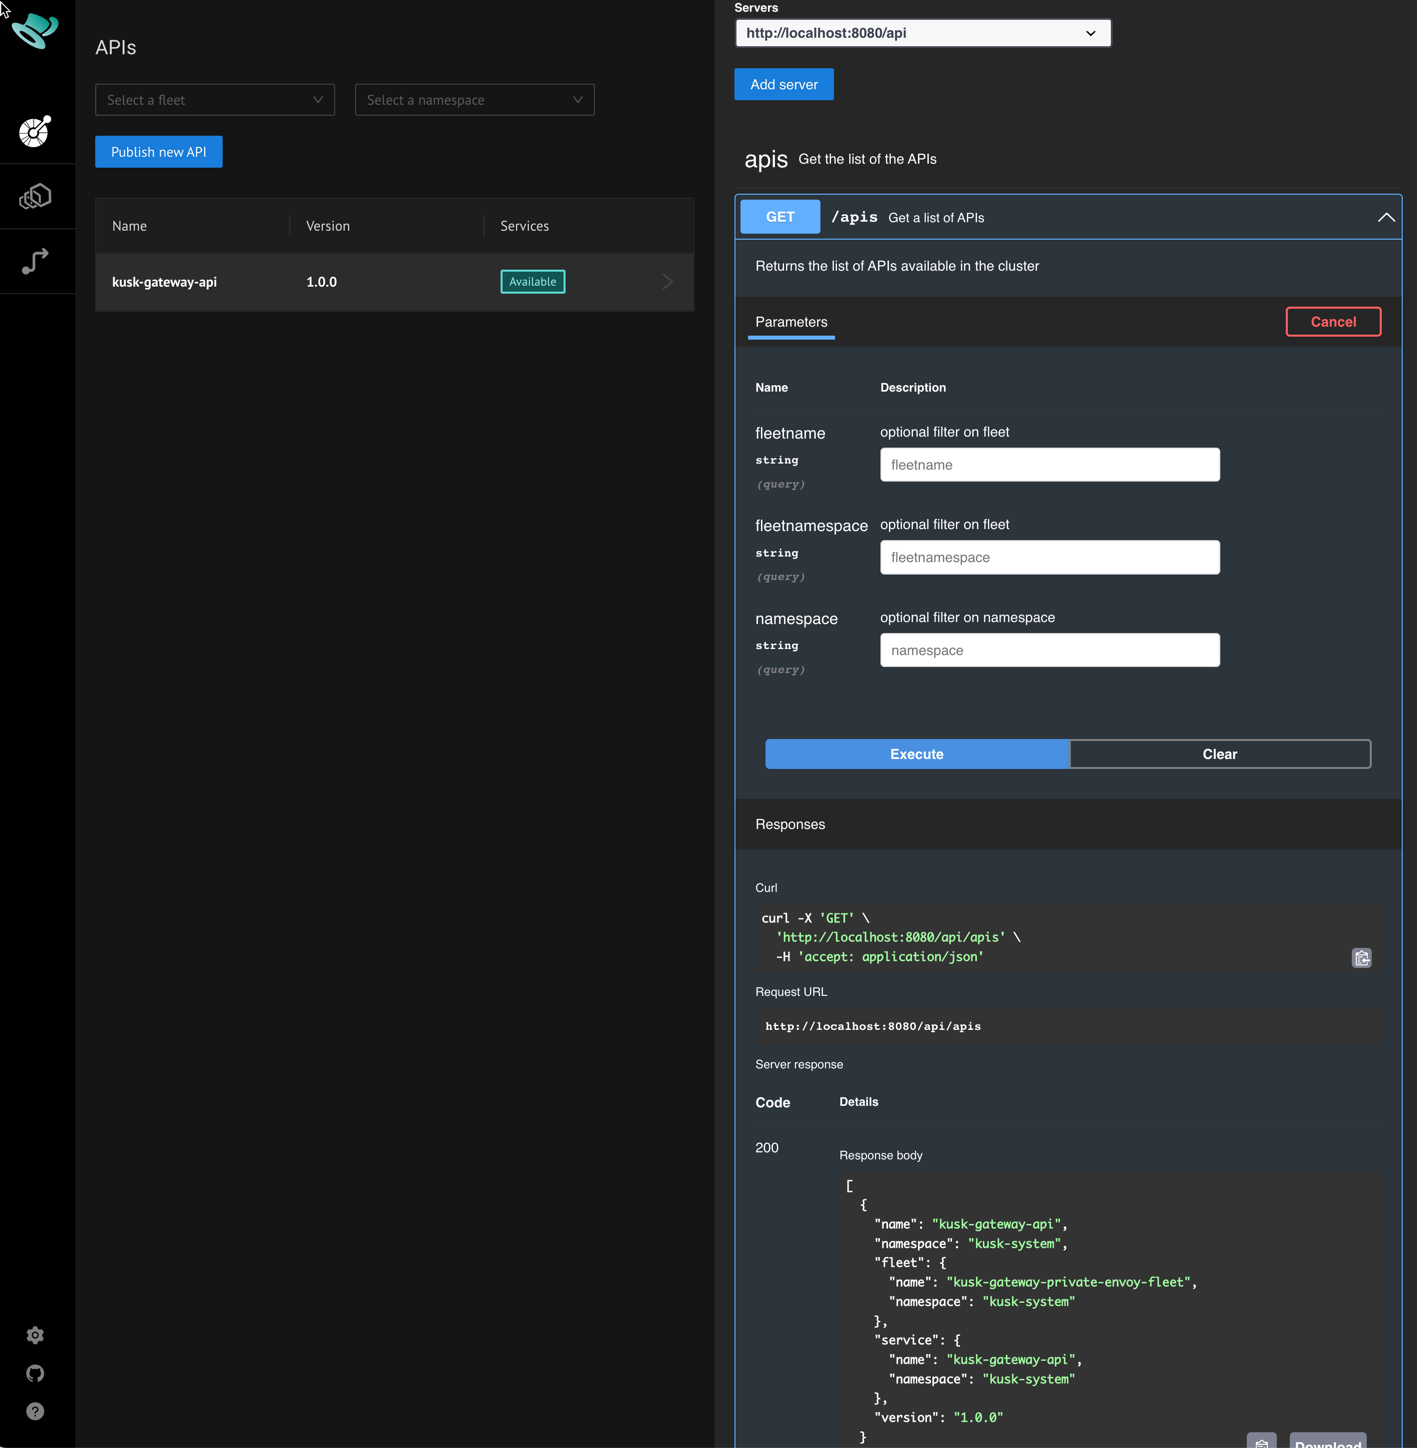 APIs
Select a fleet
Select a namespace
Publish new API
Name Version Services
kusk-gateway-api 1.0.0 Available
Servers
http://localhost:8080/api
Add server
apis Get the list of the APIs
GET /apis Get a list of APIs
Returns the list of APIs available in the cluster
Parameters
Cancel
Name Description
fleetname optional filter on fleet
string fleetname
(query)
fleetnamespace optional filter on fleet
string fleetnamespace
(query)
namespace optional filter on namespace
string namespace
(query)
Execute Clear
Responses
Curl
curl -X 'GET' \
'http://localhost:8080/api/apis' \
-H 'accept: application/json'
Request URL
http://localhost:8080/api/apis
Server response
Code Details
200
Response body
[
{
"name": "kusk-gateway-api",
"namespace": "kusk-system",
"fleet": {
"name": "kusk-gateway-private-envoy-fleet",
"namespace": "kusk-system"
},
"service": {
"name": "kusk-gateway-api",
"namespace": "kusk-system"
},
"version": "1.0.0"
}
Download